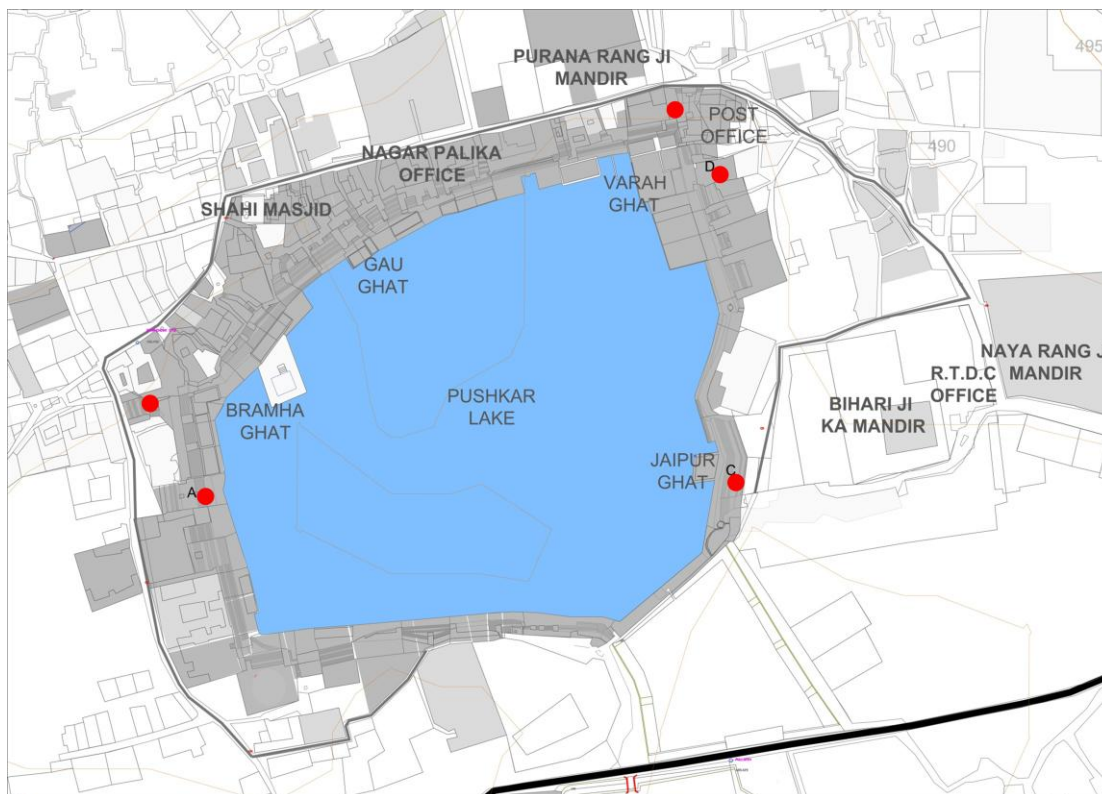 PURANA RANG JI
MANDIR
495
POST
OFFICE
490
NAGAR PALIKA
OFFICE
D
VARAH
GHAT
SHAHI MASJID
GAU
GHAT
NAYA RANG J
MANDIR
R.T.D.C
OFFICE
BRAMHA
GHAT
PUSHKAR
LAKE
BIHARI JI
KA MANDIR
JAIPUR
GHAT
C
A